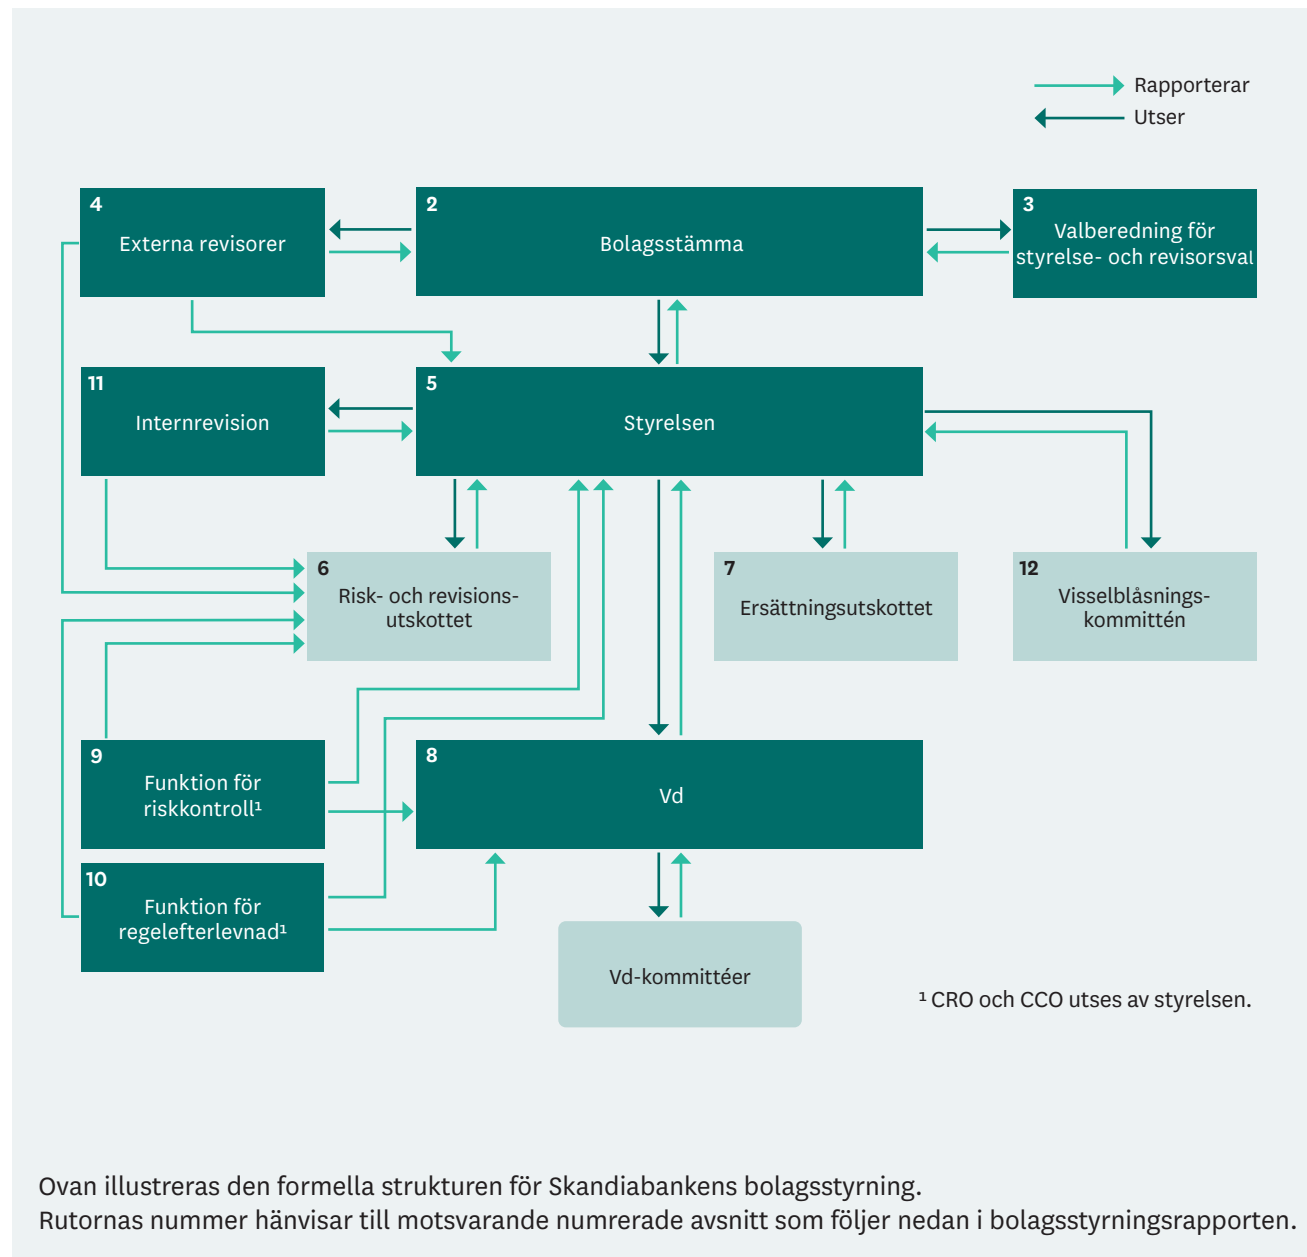 Rapporterar
Utser
4
Externa revisorer
2
Bolagsstämma
3
Valberedning för
styrelse- och revisorsval
11
Internrevision
5
Styrelsen
6
Risk- och revisions-
utskottet
7
Ersättningsutskottet
12
Visselblåsnings-
kommittén
9
Funktion för
riskkontroll¹
8
Vd
10
Funktion för
regelefterlevnad¹
Vd-kommittéer
¹ CRO och CCO utses av styrelsen.
Ovan illustreras den formella strukturen för Skandiabankens bolagsstyrning.
Rutornas nummer hänvisar till motsvarande numrerade avsnitt som följer nedan i bolagsstyrningsrapporten.